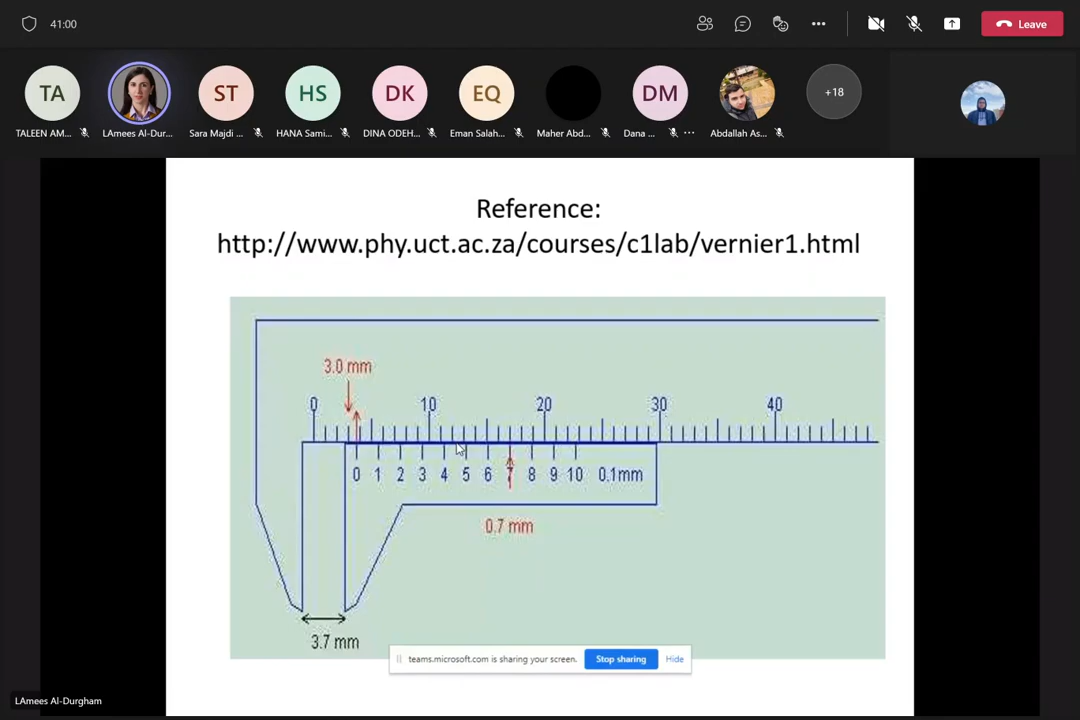 41:00
Leave
TA
ST
HS
DK
EQ
DM
+18
TALEEN AM...
LAmees Al-Dur...
Sara Majdi ...
HANA Sami...
DINA ODEH...
Eman Salah...
Maher Abd...
Dana ...
Abdallah As...
Reference:
http://www.phy.uct.ac.za/courses/c1lab/vernier1.html
3.0 mm
0 10 20 30 40
0 1 2 3 4 5 6 7 8 9 10 0.1mm
0.7 mm
3.7 mm
teams.microsoft.com is sharing your screen.
Stop sharing
Hide
LAmees Al-Durgham